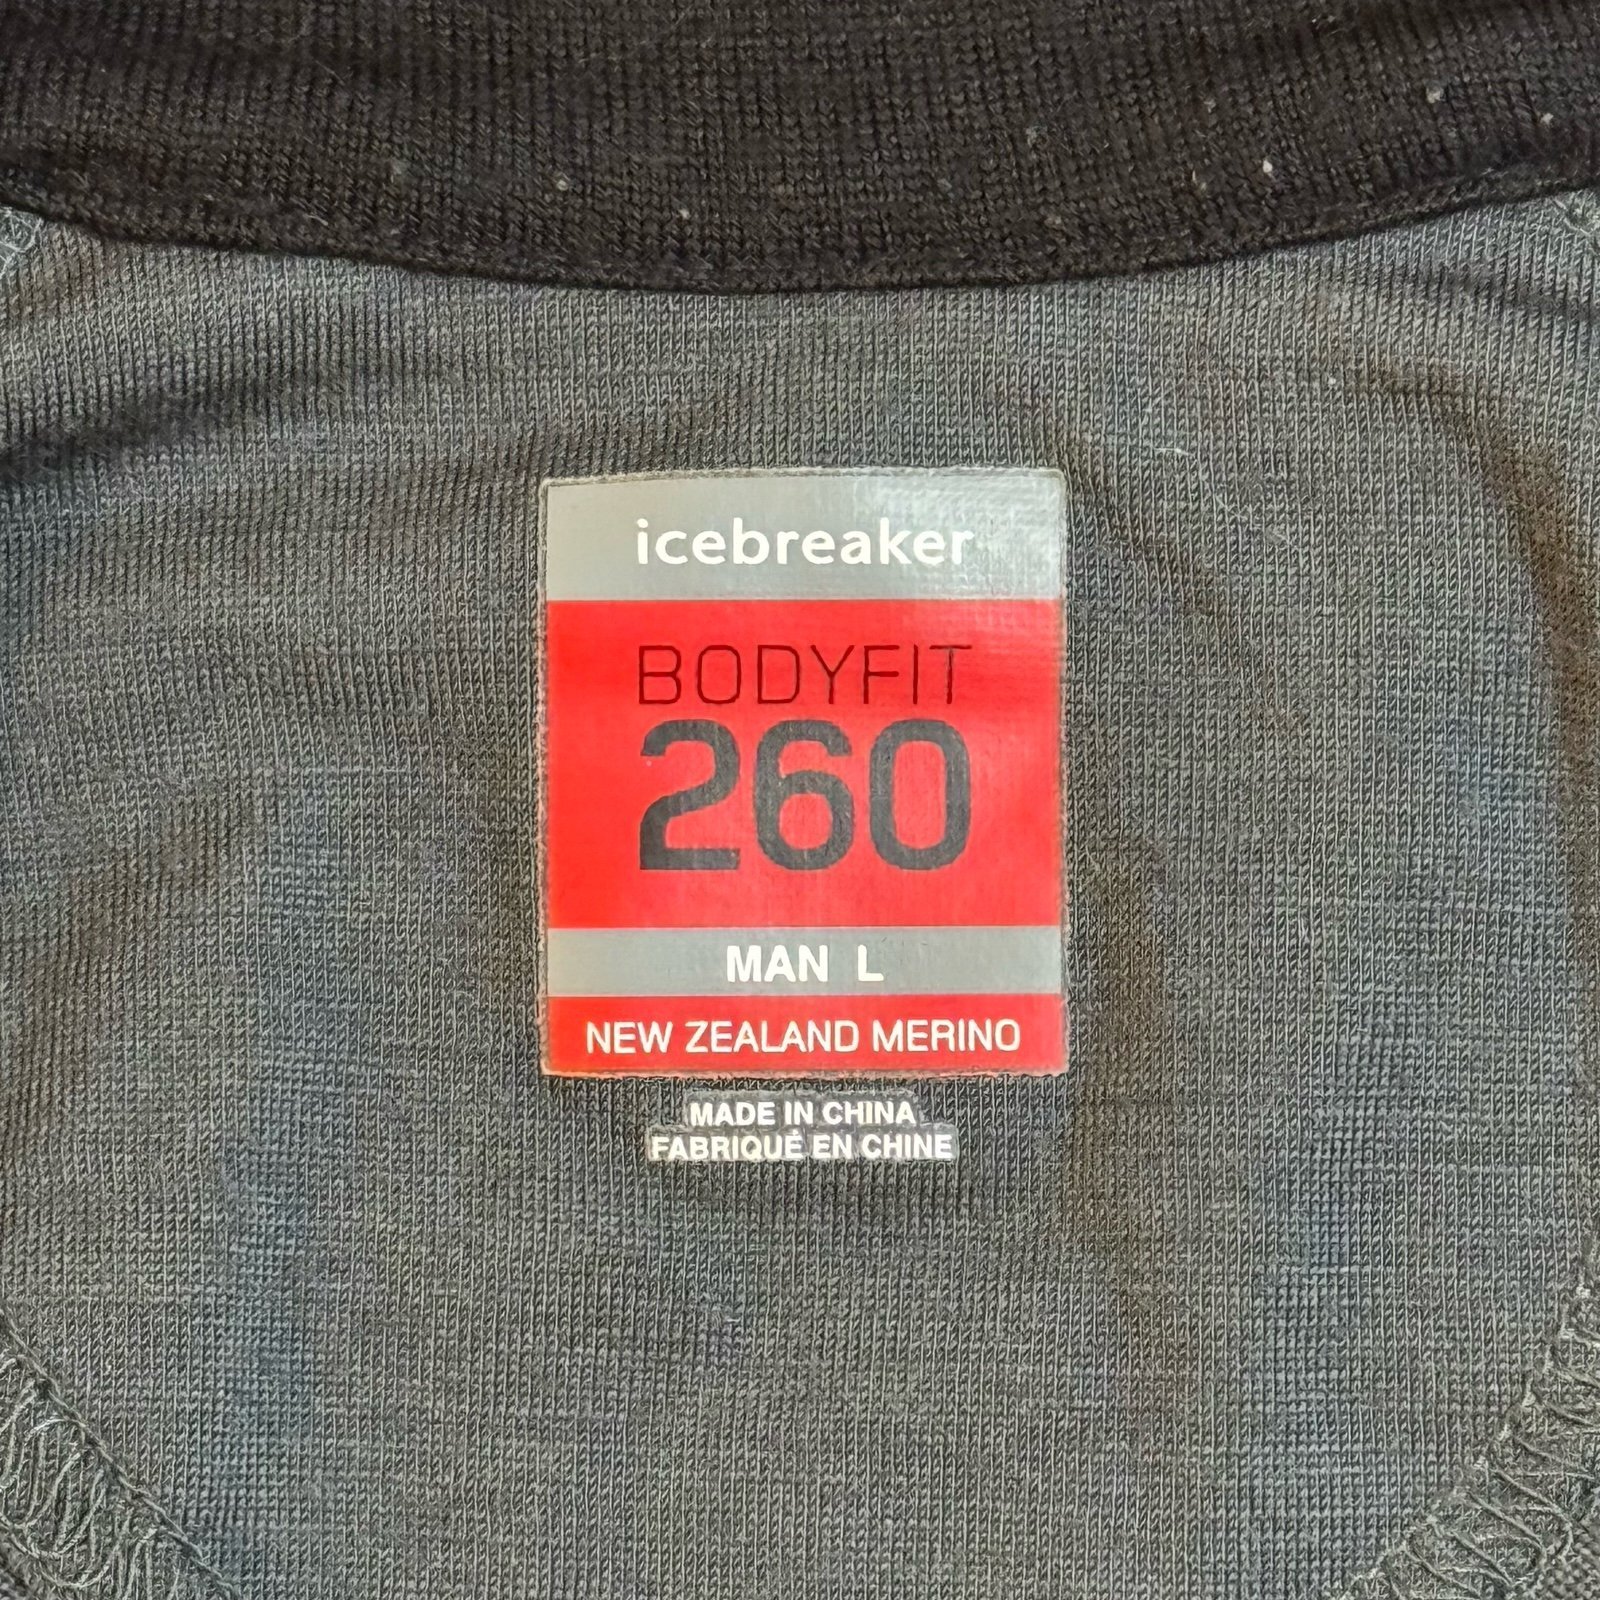 icebreaker
BODYFIT
260
MAN L
NEW ZEALAND MERINO
MADE IN CHINA
FABRIQUÉ EN CHINE